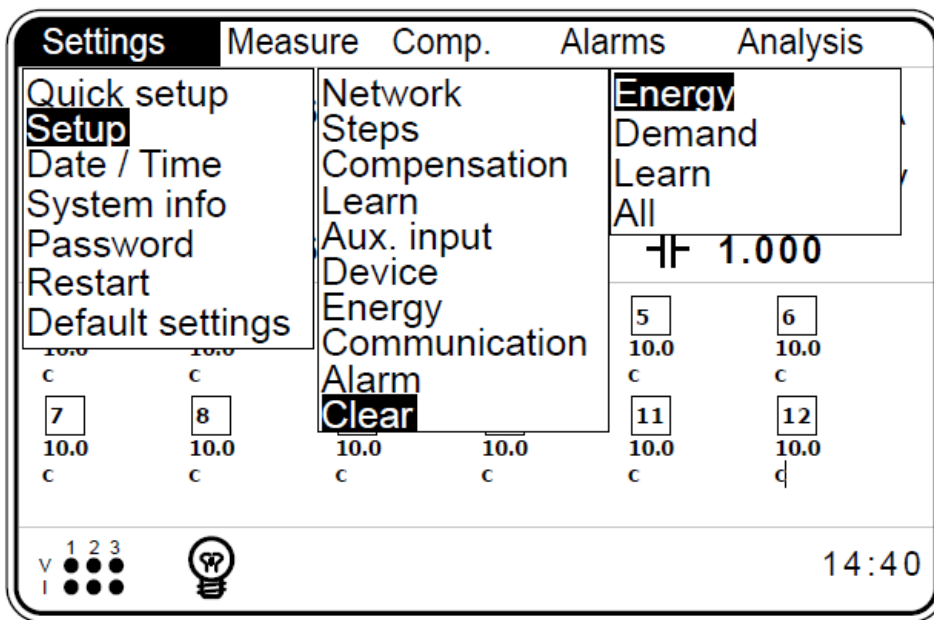 Settings Measure Comp. Alarms Analysis
Quick setup
Setup
Date / Time
System info
Password
Restart
Default settings
Network
Steps
Compensation
Learn
Aux. input
Device
Energy
Communication
Alarm
Clear
Energy
Demand
Learn
All
1.000
5 6
10.0 10.0
C C
7 8 11 12
10.0 10.0 10.0 10.0 10.0 10.0
C C C C C C
1 2 3
V
I
14:40